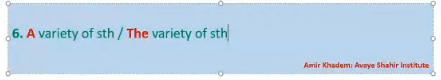 6. A variety of sth / The variety of sth
Amir Khadem: Avaye Shahir Institute